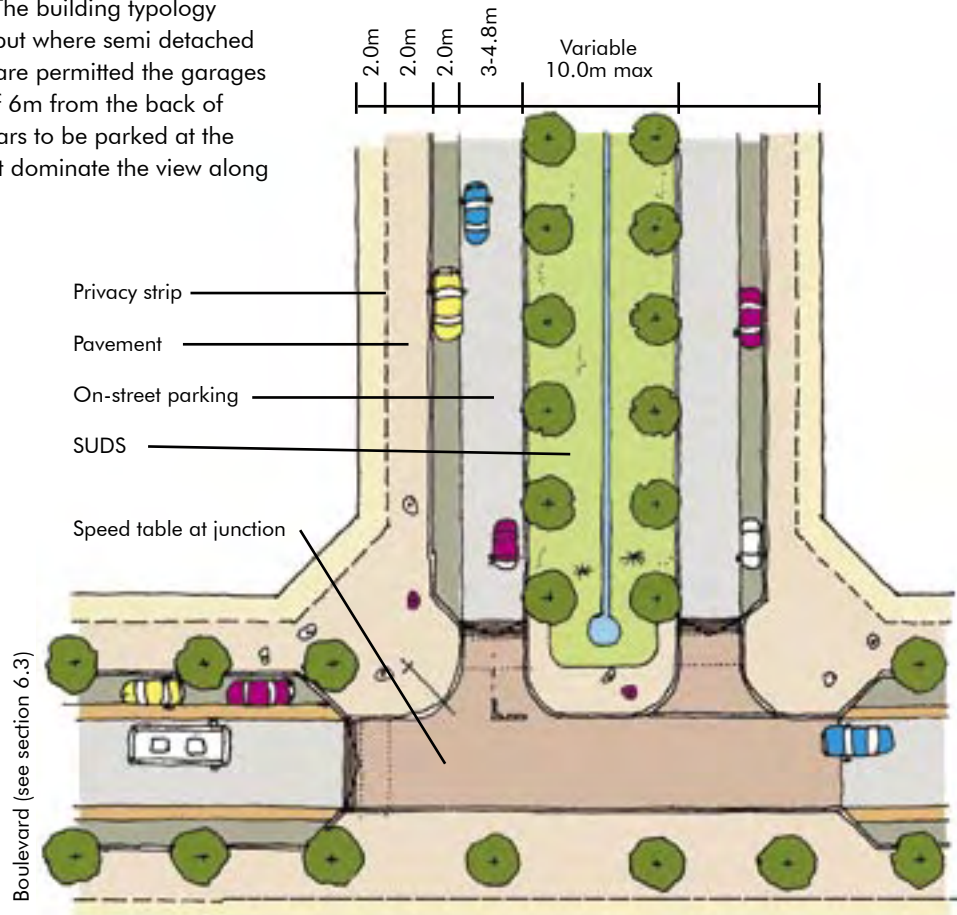 The building typology
but where semi detached
are permitted the garages
f 6m from the back of
ars to be parked at the
t dominate the view along
2.0m
2.0m
2.0m
3-4.8m
Variable
10.0m max
Privacy strip
Pavement
On-street parking
SUDS
Speed table at junction
Boulevard (see section 6.3)